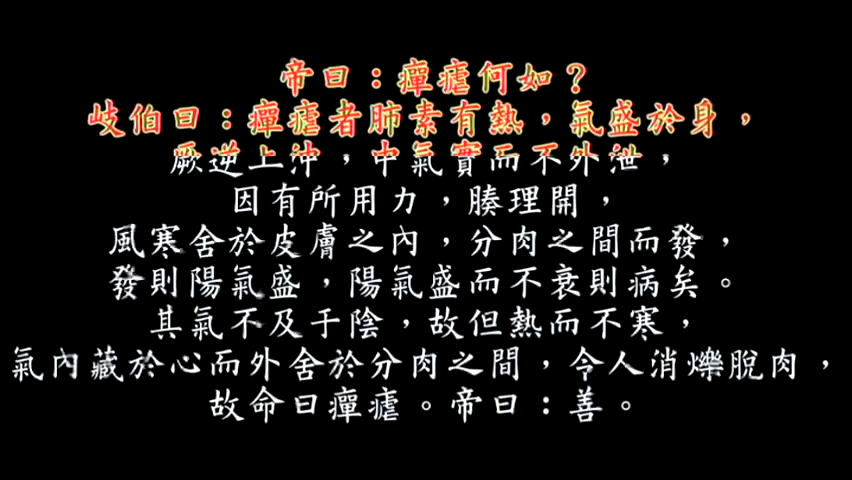 帝曰：癉瘧何如？
岐伯曰：癉瘧者肺素有熱，氣盛於身，
厥逆上沖，中氣實而不外泄，
因有所用力，腠理開，
風寒舍於皮膚之內，分肉之間而發，
發則陽氣盛，陽氣盛而不衰則病矣。
其氣不及于陰，故但熱而不寒，
氣內藏於心而外舍於分肉之間，令人消爍脫肉，
故命曰癉瘧。帝曰：善。